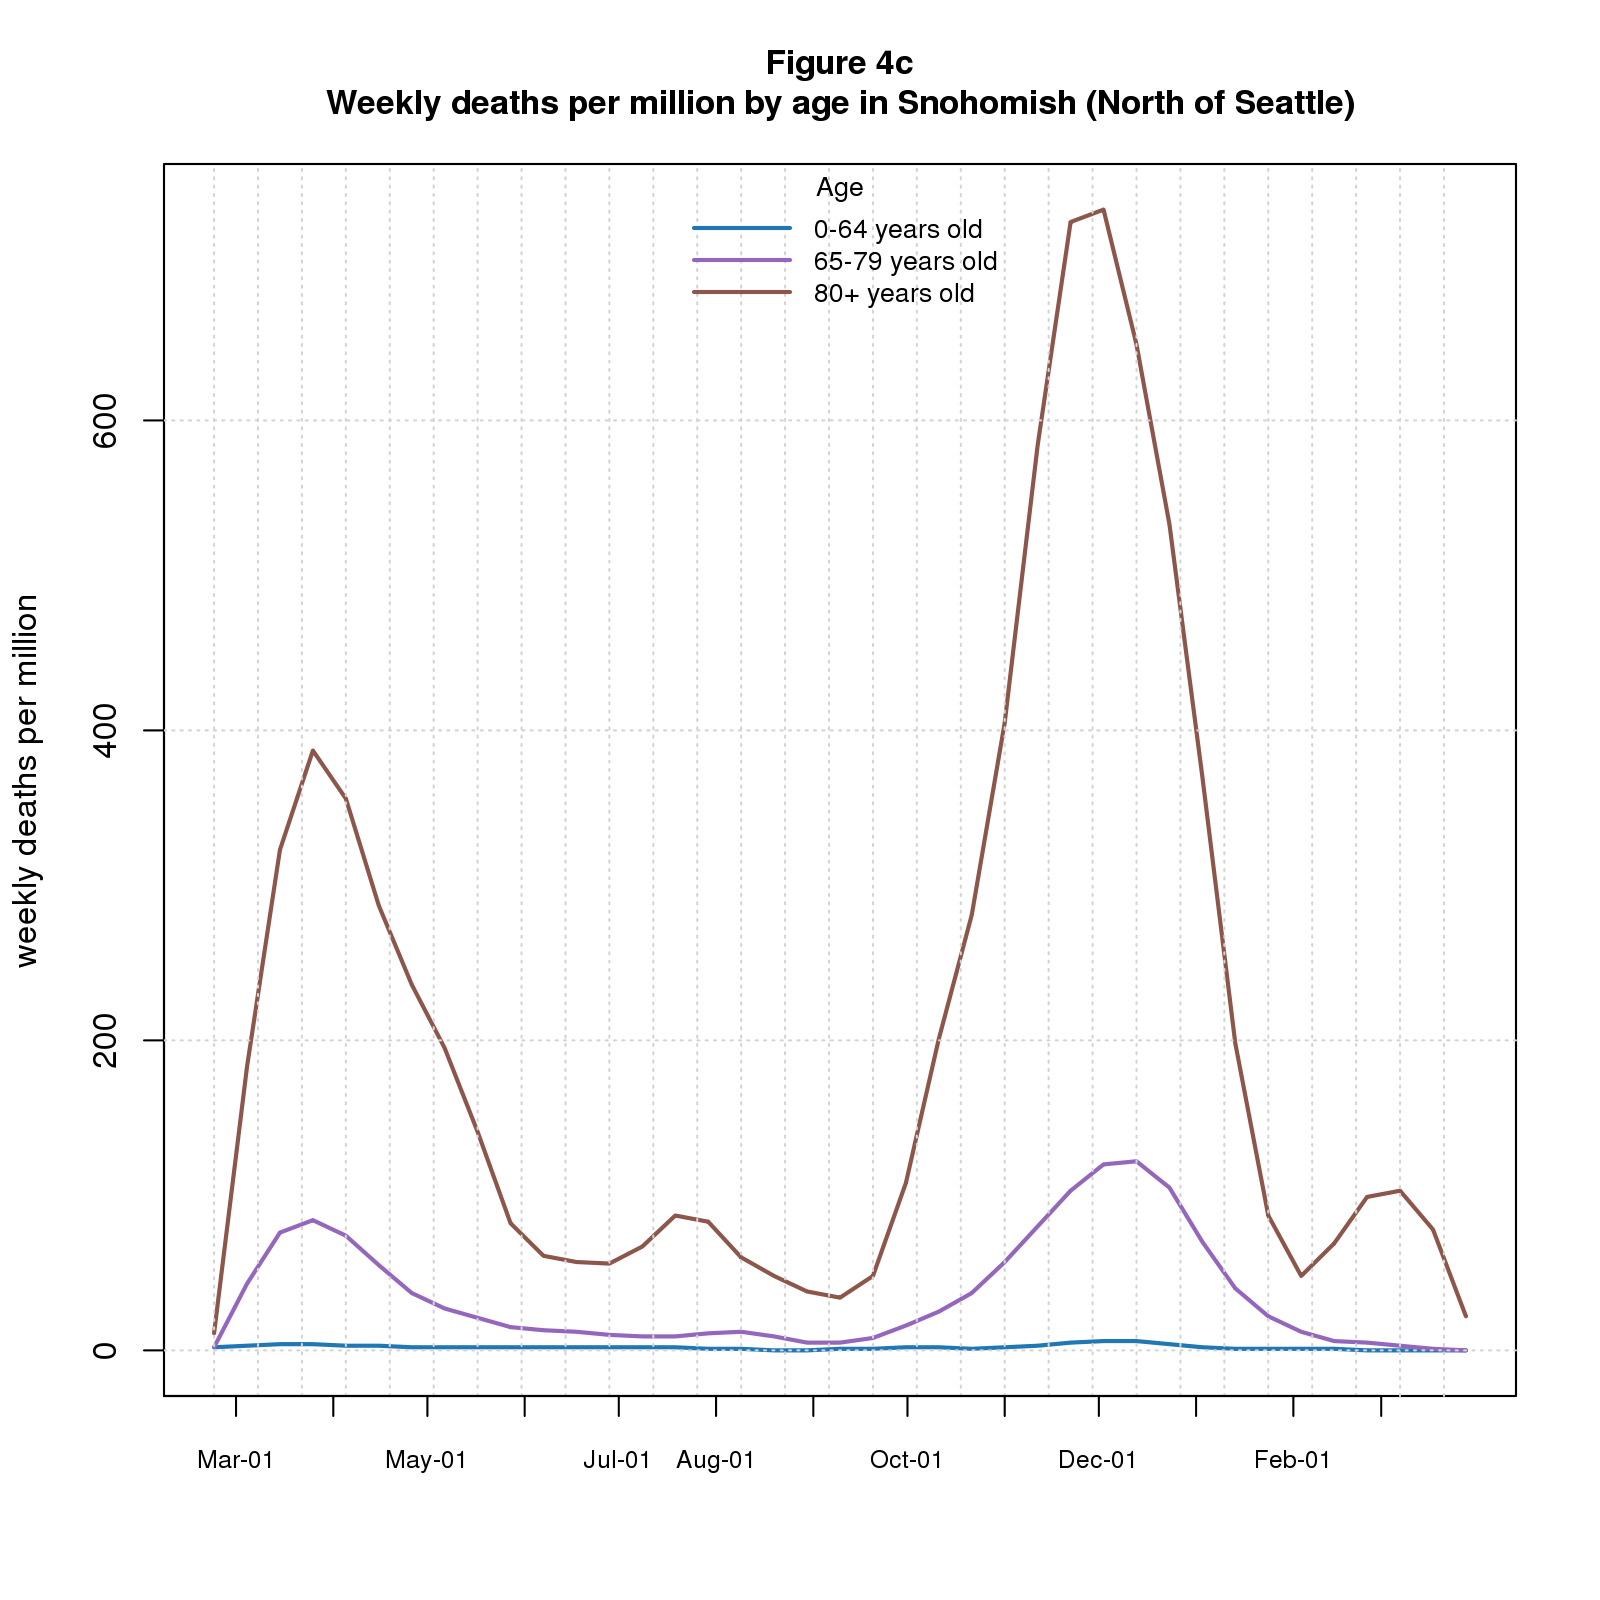 Figure 4c
Weekly deaths per million by age in Snohomish (North of Seattle)
Age
0-64 years old
65-79 years old
80+ years old
weekly deaths per million
600
400
200
0
Mar-01 May-01 Jul-01 Aug-01 Oct-01 Dec-01 Feb-01